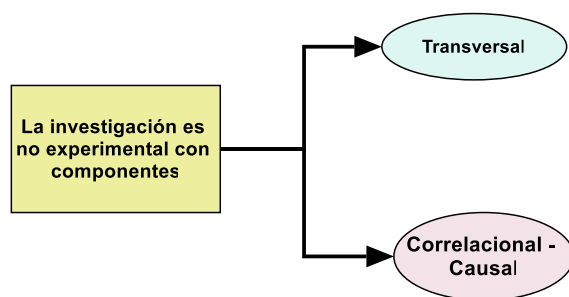 La investigación es
no experimental con
componentes
Transversal
Correlacional -
Causal